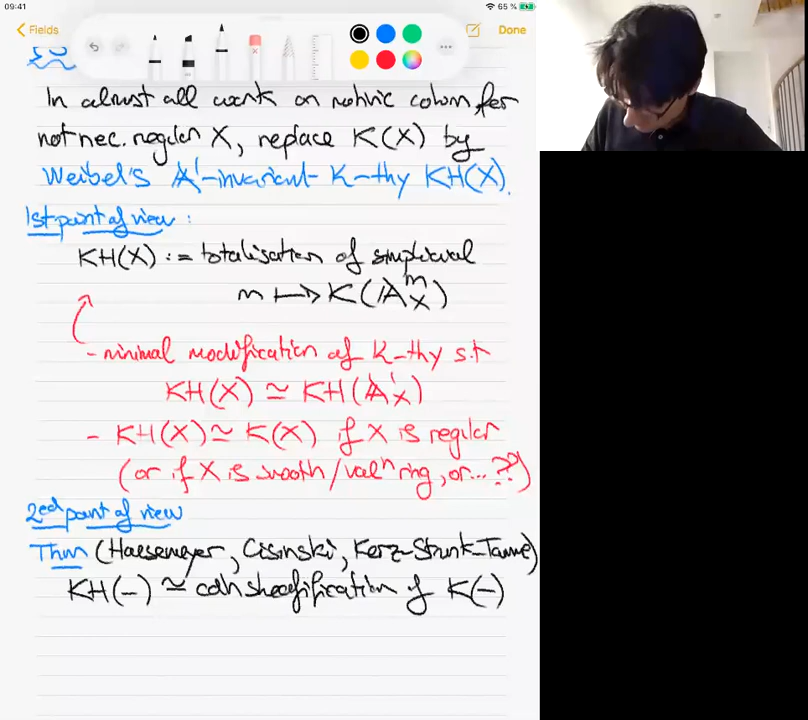 09:41
65 %
Fields
Done
In almost all work on motivic cohom. for
not nec. regular X, replace K(X) by
Weibel's A¹-invariant K-thy KH(X).
1st point of view:
KH(X) := totalisation of simplicial
m ↦ K(A^m_X)
- minimal modification of K-thy s.t
KH(X) ≃ KH(A¹_X)
- KH(X) ≃ K(X) if X is regular
(or if X is smooth/valⁿ ring, or...??)
2nd point of view
Thm (Haesemeyer, Cisinski, Kerz-Strunk-Tamme)
KH(-) ≃ cdh sheafification of K(-)